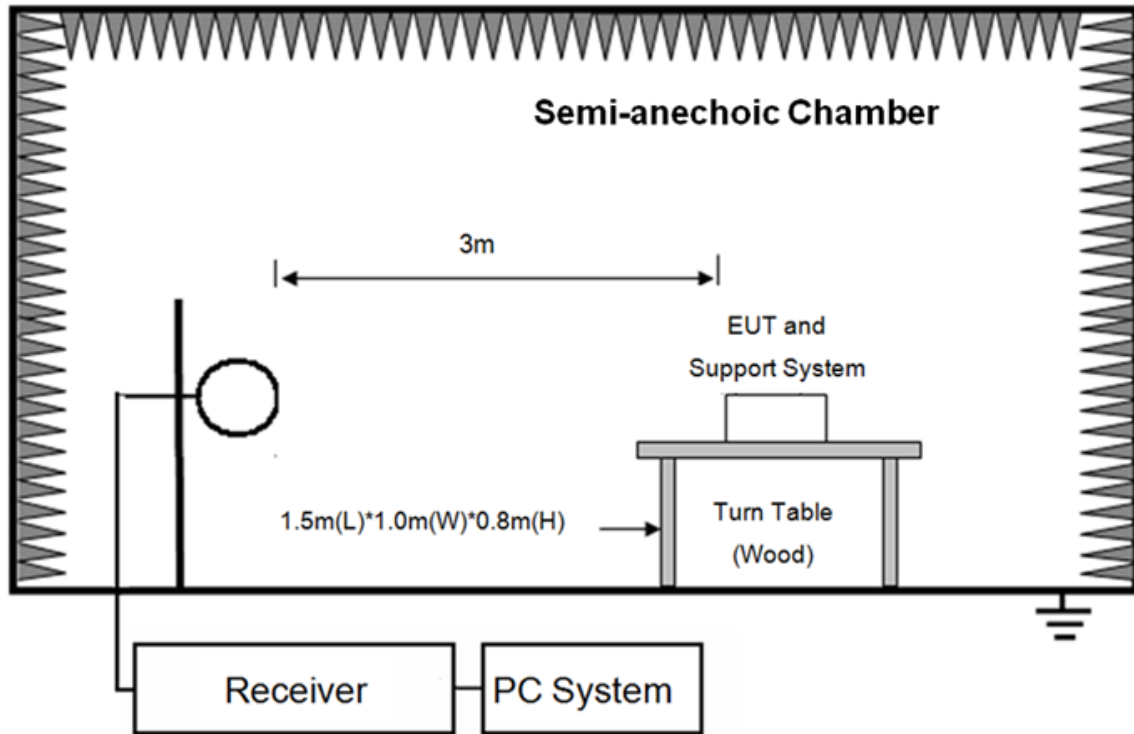 Semi-anechoic Chamber
3m
EUT and
Support System
1.5m(L)*1.0m(W)*0.8m(H)
Turn Table
(Wood)
Receiver
PC System